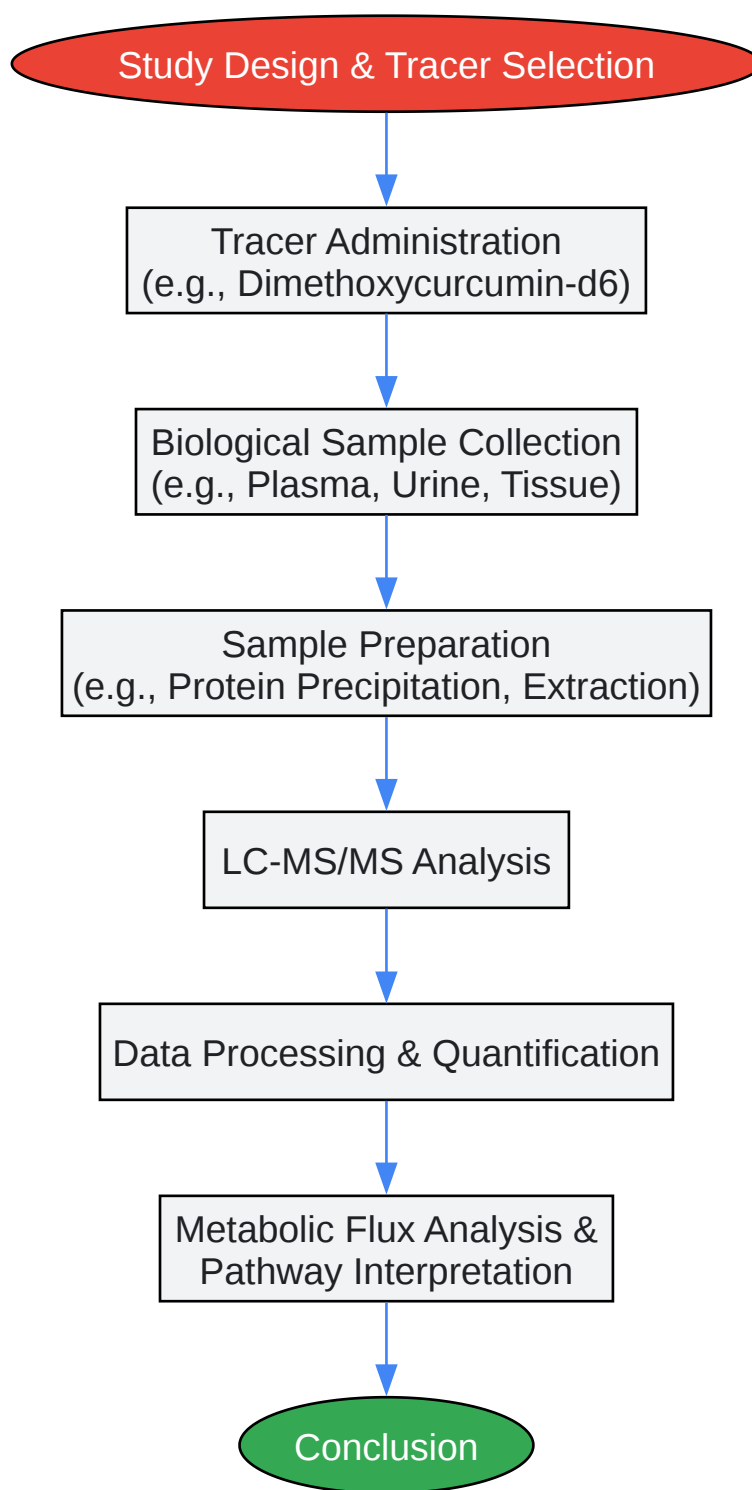 Study Design & Tracer Selection
Tracer Administration
(e.g., Dimethoxycurcumin-d6)
Biological Sample Collection
(e.g., Plasma, Urine, Tissue)
Sample Preparation
(e.g., Protein Precipitation, Extraction)
LC-MS/MS Analysis
Data Processing & Quantification
Metabolic Flux Analysis &
Pathway Interpretation
Conclusion